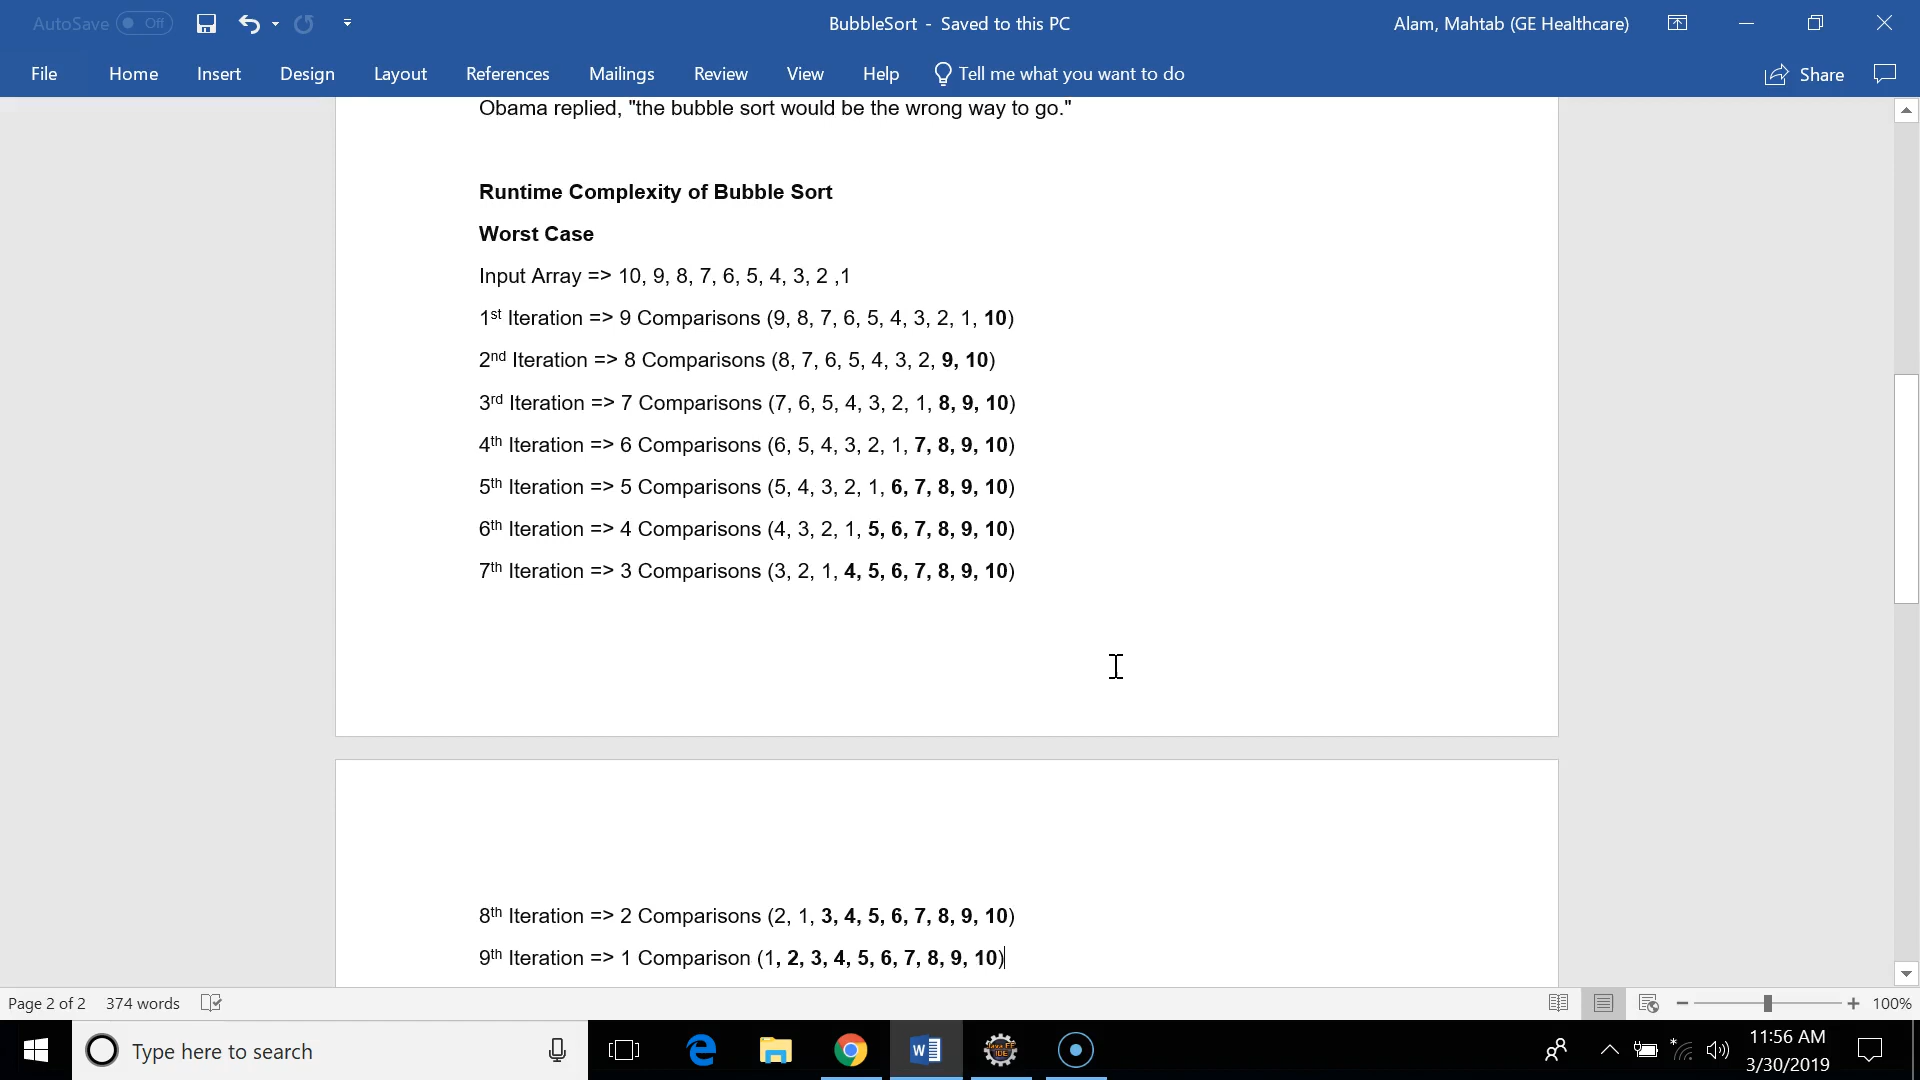 AutoSave Off BubbleSort - Saved to this PC Alam, Mahtab (GE Healthcare)
File Home Insert Design Layout References Mailings Review View Help Tell me what you want to do Share
Obama replied, "the bubble sort would be the wrong way to go."
Runtime Complexity of Bubble Sort
Worst Case
Input Array => 10, 9, 8, 7, 6, 5, 4, 3, 2 ,1
1st Iteration => 9 Comparisons (9, 8, 7, 6, 5, 4, 3, 2, 1, 10)
2nd Iteration => 8 Comparisons (8, 7, 6, 5, 4, 3, 2, 9, 10)
3rd Iteration => 7 Comparisons (7, 6, 5, 4, 3, 2, 1, 8, 9, 10)
4th Iteration => 6 Comparisons (6, 5, 4, 3, 2, 1, 7, 8, 9, 10)
5th Iteration => 5 Comparisons (5, 4, 3, 2, 1, 6, 7, 8, 9, 10)
6th Iteration => 4 Comparisons (4, 3, 2, 1, 5, 6, 7, 8, 9, 10)
7th Iteration => 3 Comparisons (3, 2, 1, 4, 5, 6, 7, 8, 9, 10)
8th Iteration => 2 Comparisons (2, 1, 3, 4, 5, 6, 7, 8, 9, 10)
9th Iteration => 1 Comparison (1, 2, 3, 4, 5, 6, 7, 8, 9, 10)
Page 2 of 2 374 words 100%
Type here to search
11:56 AM
3/30/2019